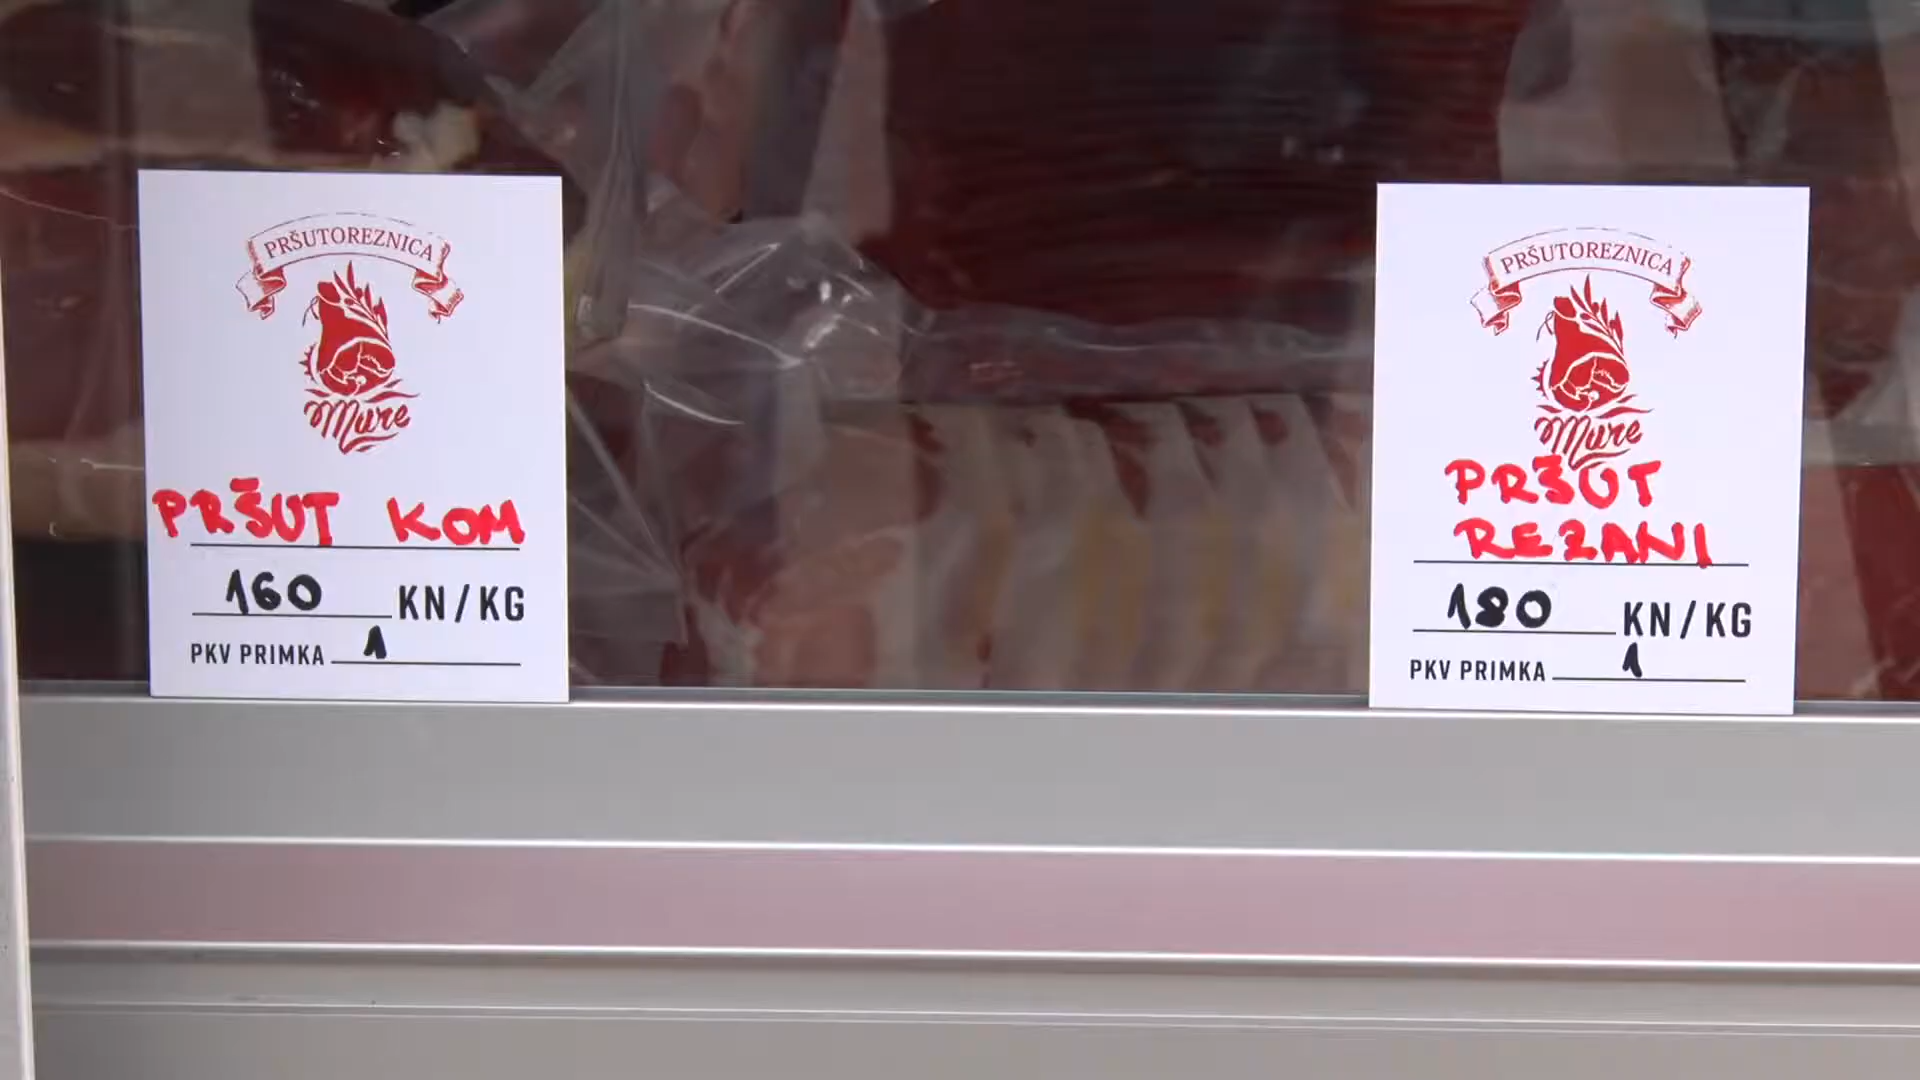 PRŠUTOREZNICA
Mure
PRŠUT KOM
160 KN/KG
PKV PRIMKA 1
PRŠUTOREZNICA
Mure
PRŠUT
REZANI
180 KN/KG
PKV PRIMKA 1